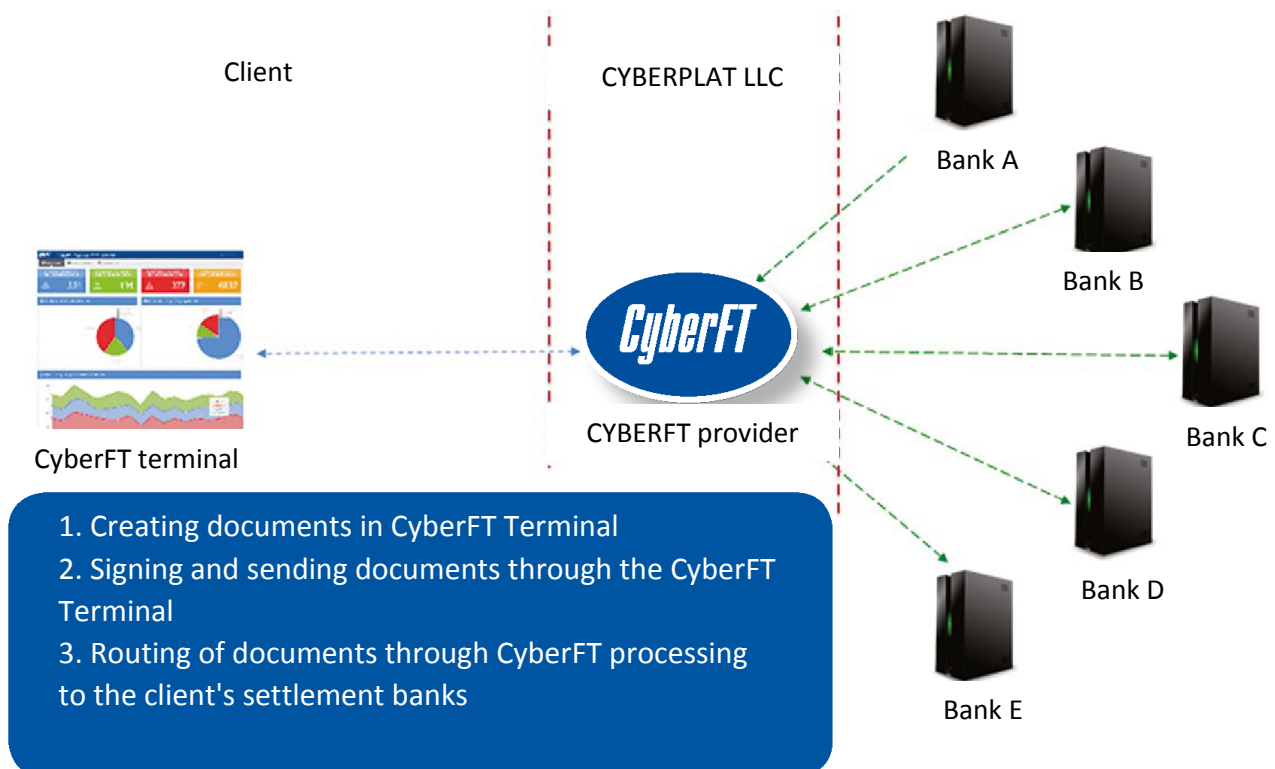 Client
CYBERPLAT LLC
Bank A
Bank B
CyberFT
Bank C
CYBERFT provider
CyberFT terminal
1. Creating documents in CyberFT Terminal
2. Signing and sending documents through the CyberFT
Terminal
3. Routing of documents through CyberFT processing
to the client's settlement banks
Bank D
Bank E